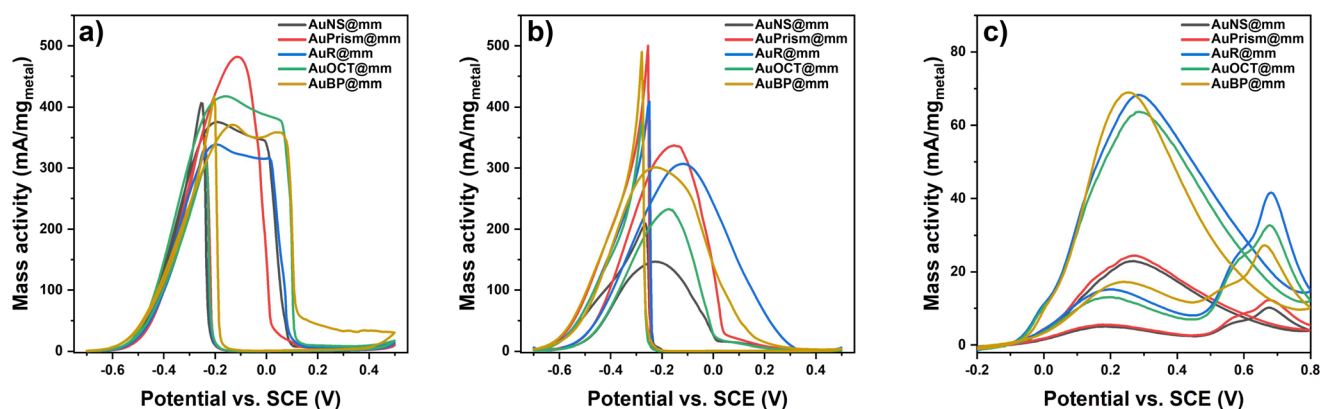 a)
AuNS@mm
AuPrism@mm
AuR@mm
AuOCT@mm
AuBP@mm
Mass activity (mA/mg_metal)
500
400
300
200
100
0
-0.6 -0.4 -0.2 0.0 0.2 0.4
Potential vs. SCE (V)
b)
AuNS@mm
AuPrism@mm
AuR@mm
AuOCT@mm
AuBP@mm
Mass activity (mA/mg_metal)
500
400
300
200
100
0
-0.6 -0.4 -0.2 0.0 0.2 0.4
Potential vs. SCE (V)
c)
AuNS@mm
AuPrism@mm
AuR@mm
AuOCT@mm
AuBP@mm
Mass activity (mA/mg_metal)
80
60
40
20
0
-0.2 0.0 0.2 0.4 0.6 0.8
Potential vs. SCE (V)